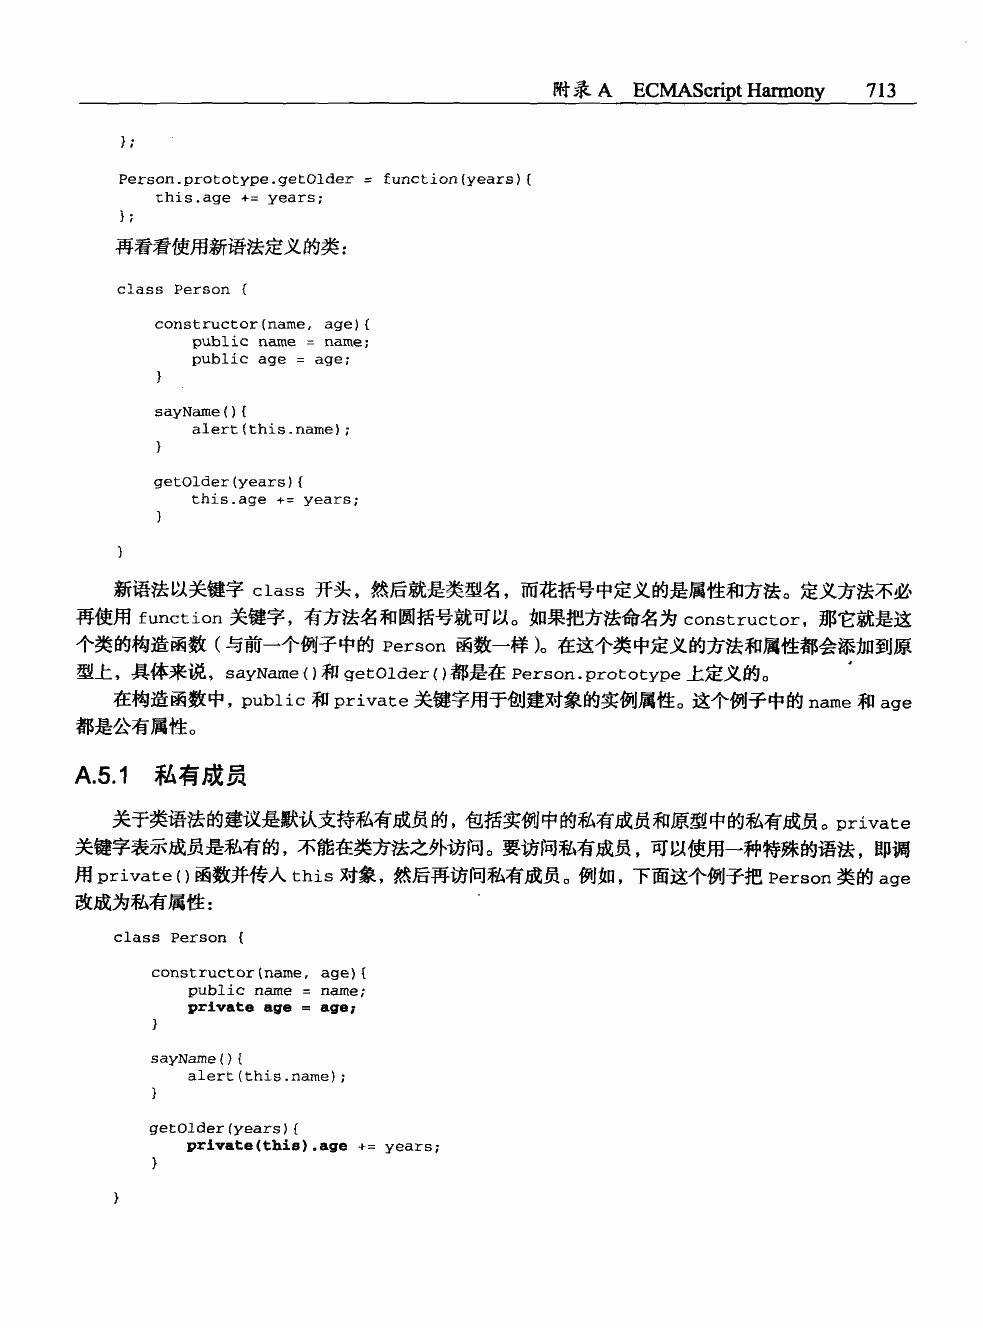 附录 A    ECMAScript Harmony    713
};
Person.prototype.getOlder = function(years){
    this.age += years;
};
再看看使用新语法定义的类：
class Person {
    constructor(name, age){
        public name = name;
        public age = age;
    }
    sayName(){
        alert(this.name);
    }
    getOlder(years){
        this.age += years;
    }
}
新语法以关键字 class 开头，然后就是类型名，而花括号中定义的是属性和方法。定义方法不必
再使用 function 关键字，有方法名和圆括号就可以。如果把方法命名为 constructor，那它就是这
个类的构造函数（与前一个例子中的 Person 函数一样）。在这个类中定义的方法和属性都会添加到原
型上，具体来说，sayName()和 getOlder()都是在 Person.prototype 上定义的。
在构造函数中，public 和 private 关键字用于创建对象的实例属性。这个例子中的 name 和 age
都是公有属性。
A.5.1    私有成员
关于类语法的建议是默认支持私有成员的，包括实例中的私有成员和原型中的私有成员。private
关键字表示成员是私有的，不能在类方法之外访问。要访问私有成员，可以使用一种特殊的语法，即调
用 private()函数并传入 this 对象，然后再访问私有成员。例如，下面这个例子把 Person 类的 age
改成为私有属性：
class Person {
    constructor(name, age){
        public name = name;
        private age = age;
    }
    sayName(){
        alert(this.name);
    }
    getOlder(years){
        private(this).age += years;
    }
}